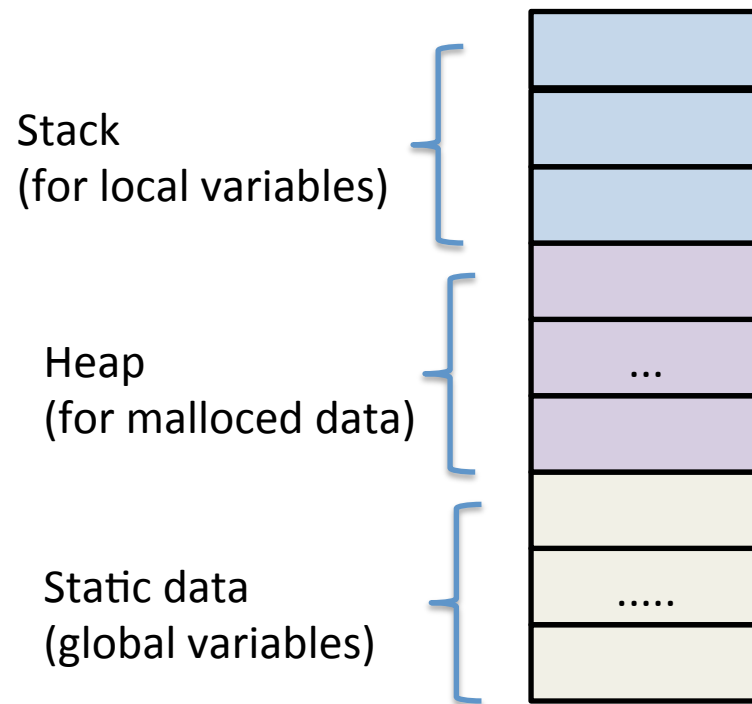 Stack
(for local variables)
Heap
(for malloced data)
...
Static data
(global variables)
.....